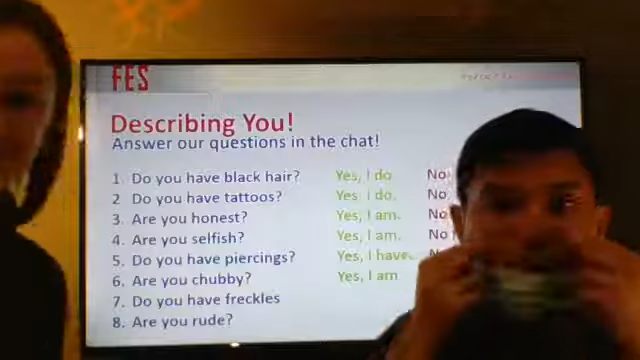 FES
Describing You!
Answer our questions in the chat!
1. Do you have black hair? Yes, I do No
2 Do you have tattoos? Yes I do. No
3. Are you honest? Yes, I am. No
4. Are you selfish? Yes, I am. No
5. Do you have piercings? Yes, I have.
6. Are you chubby? Yes, I am
7. Do you have freckles
8. Are you rude?